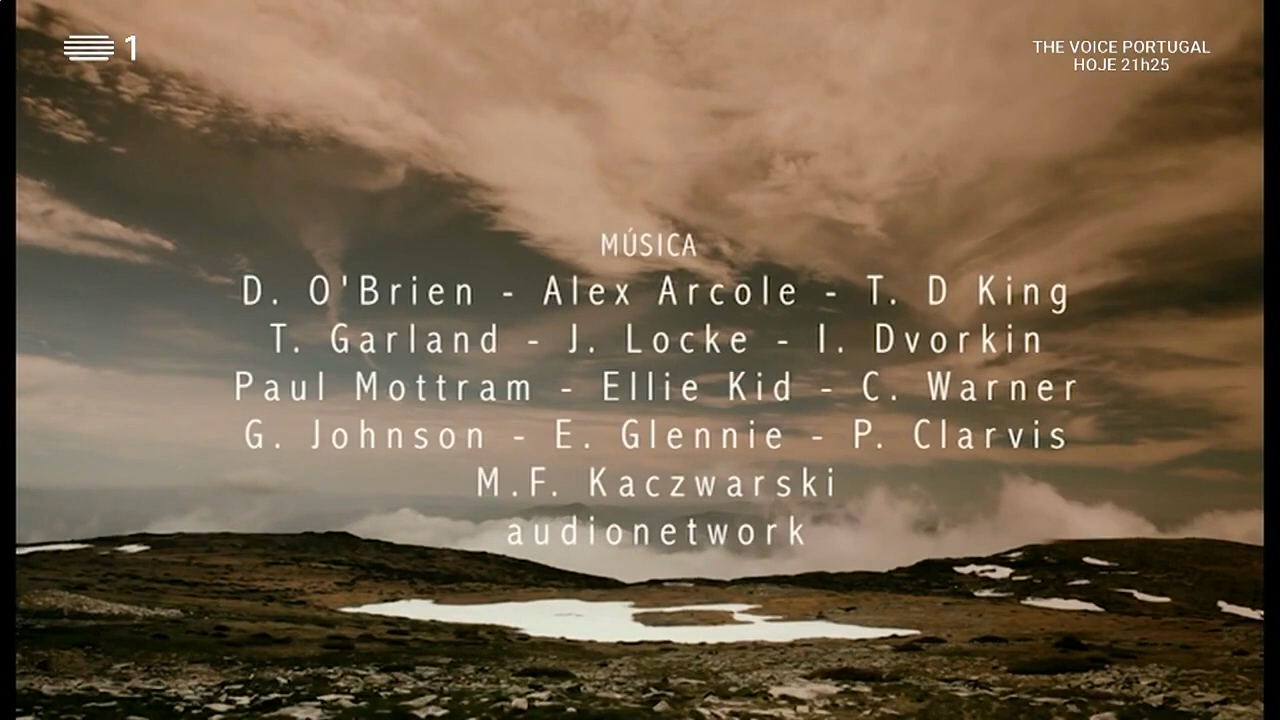 1
THE VOICE PORTUGAL
HOJE 21h25
MÚSICA
D. O'Brien - Alex Arcole - T. D King
T. Garland - J. Locke - I. Dvorkin
Paul Mottram - Ellie Kid - C. Warner
G. Johnson - E. Glennie - P. Clarvis
M.F. Kaczwarski
audionetwork